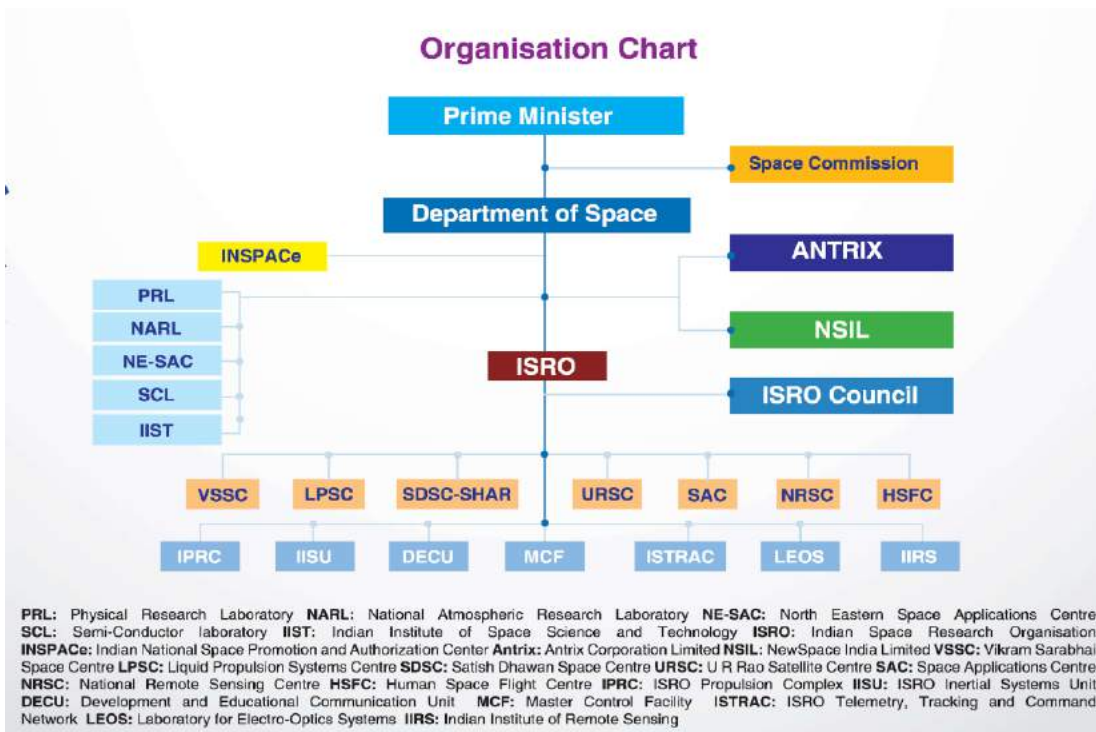 Organisation Chart
Prime Minister
Space Commission
Department of Space
INSPACe
ANTRIX
PRL
NARL
NSIL
NE-SAC
ISRO
SCL
ISRO Council
IIST
VSSC LPSC SDSC-SHAR URSC SAC NRSC HSFC
IPRC IISU DECU MCF ISTRAC LEOS IIRS
PRL: Physical Research Laboratory NARL: National Atmospheric Research Laboratory NE-SAC: North Eastern Space Applications Centre
SCL: Semi-Conductor laboratory IIST: Indian Institute of Space Science and Technology ISRO: Indian Space Research Organisation
INSPACe: Indian National Space Promotion and Authorization Center Antrix: Antrix Corporation Limited NSIL: NewSpace India Limited VSSC: Vikram Sarabhai
Space Centre LPSC: Liquid Propulsion Systems Centre SDSC: Satish Dhawan Space Centre URSC: U R Rao Satellite Centre SAC: Space Applications Centre
NRSC: National Remote Sensing Centre HSFC: Human Space Flight Centre IPRC: ISRO Propulsion Complex IISU: ISRO Inertial Systems Unit
DECU: Development and Educational Communication Unit MCF: Master Control Facility ISTRAC: ISRO Telemetry, Tracking and Command
Network LEOS: Laboratory for Electro-Optics Systems IIRS: Indian Institute of Remote Sensing